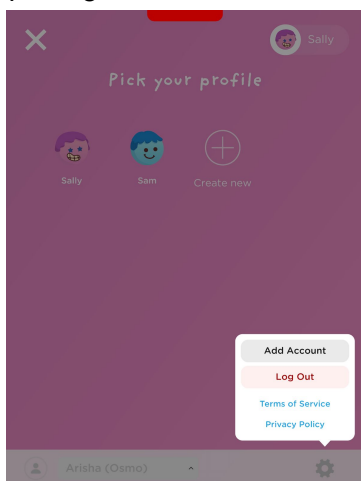 Sally
Pick your profile
Sally
Sam
Create new
Add Account
Log Out
Terms of Service
Privacy Policy
Arisha (Osmo)